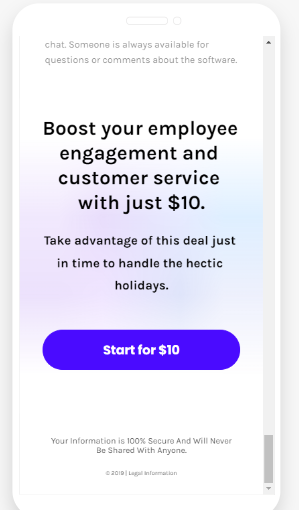 chat. Someone is always available for
questions or comments about the software.
Boost your employee
engagement and
customer service
with just $10.
Take advantage of this deal just
in time to handle the hectic
holidays.
Start for $10
Your Information is 100% Secure And Will Never
Be Shared With Anyone.
© 2019 | Legal Information